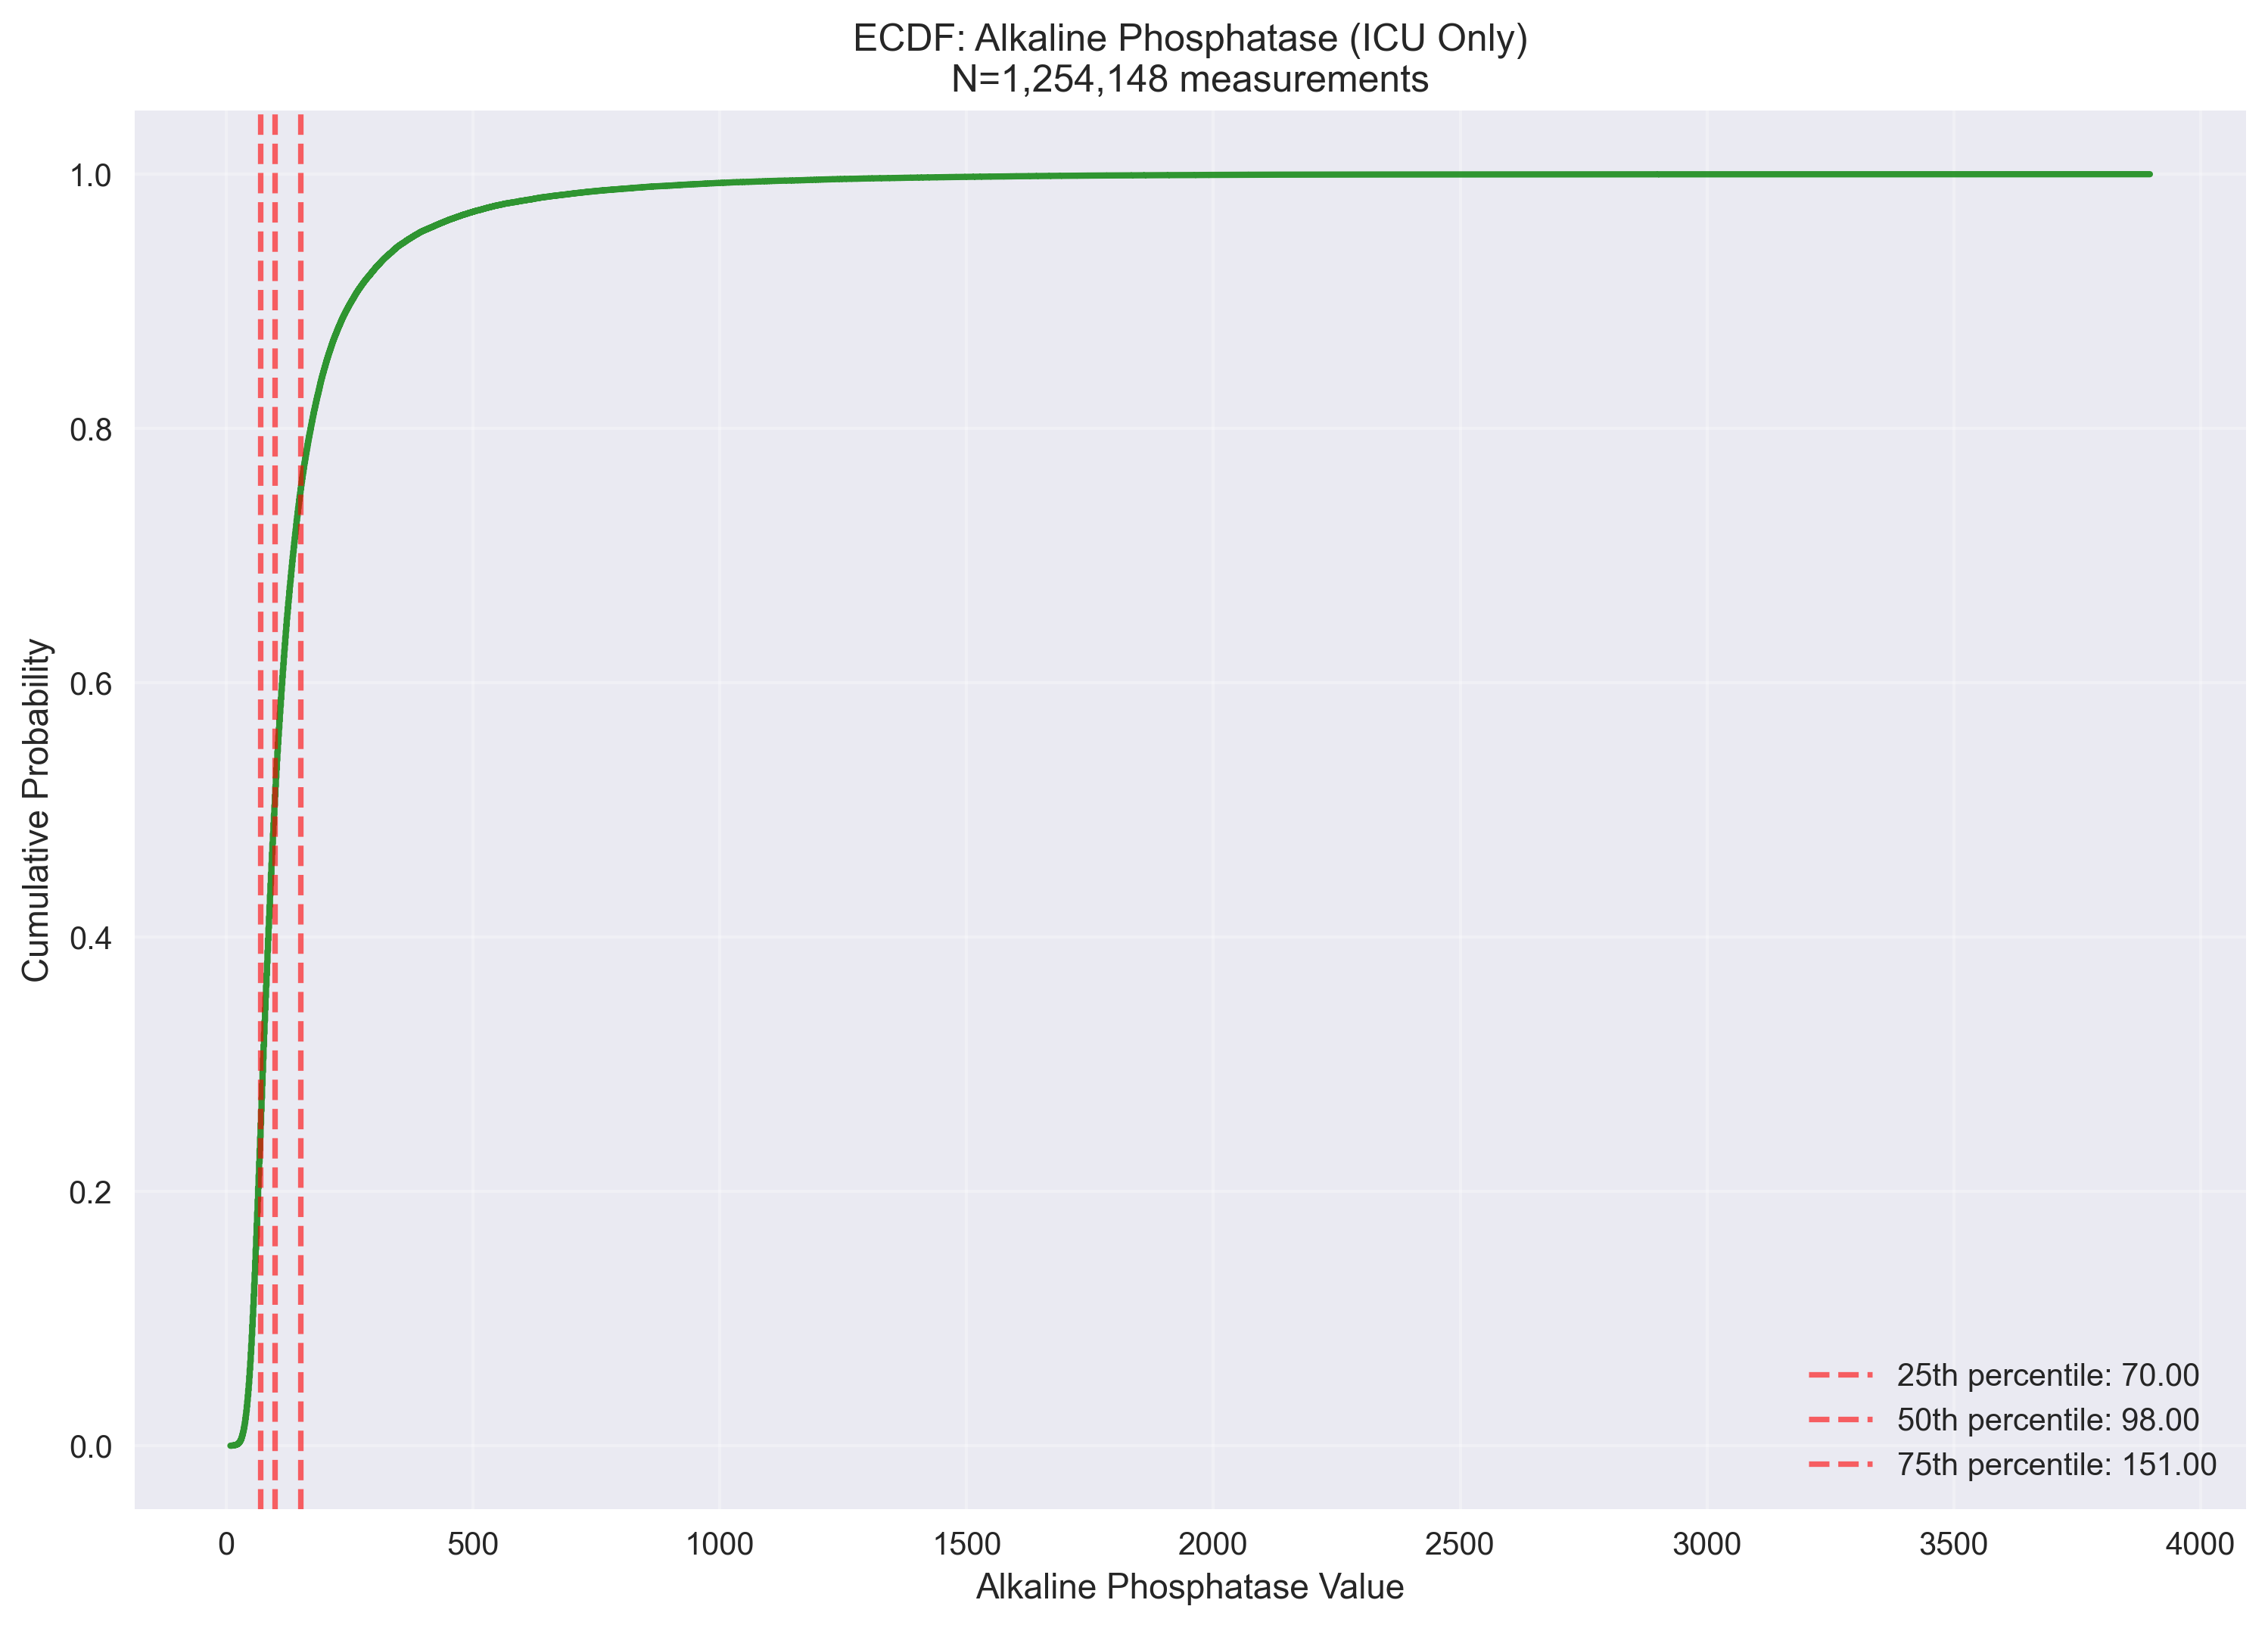 ECDF: Alkaline Phosphatase (ICU Only)
N=1,254,148 measurements
Cumulative Probability
1.0
0.8
0.6
0.4
0.2
0.0
25th percentile: 70.00
50th percentile: 98.00
75th percentile: 151.00
0 500 1000 1500 2000 2500 3000 3500 4000
Alkaline Phosphatase Value